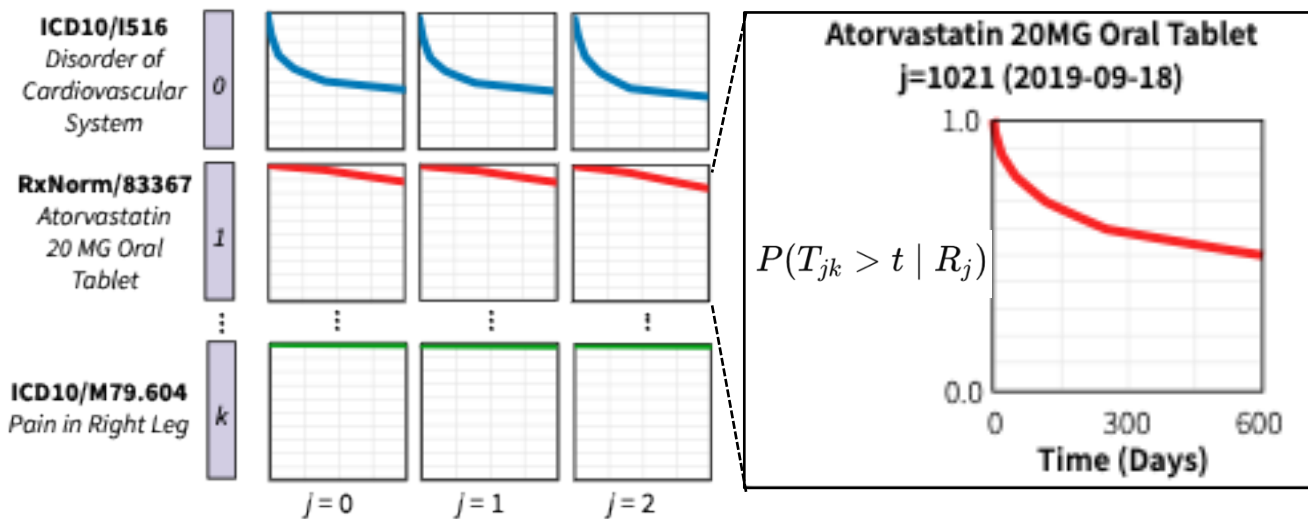 ICD10/I516
Disorder of
Cardiovascular
System
0
RxNorm/83367
Atorvastatin
20 MG Oral
Tablet
1
...
...
...
...
ICD10/M79.604
Pain in Right Leg
k
j = 0
j = 1
j = 2
Atorvastatin 20MG Oral Tablet
j=1021 (2019-09-18)
1.0
P(T_{jk} > t | R_j)
0.0
0
300
600
Time (Days)